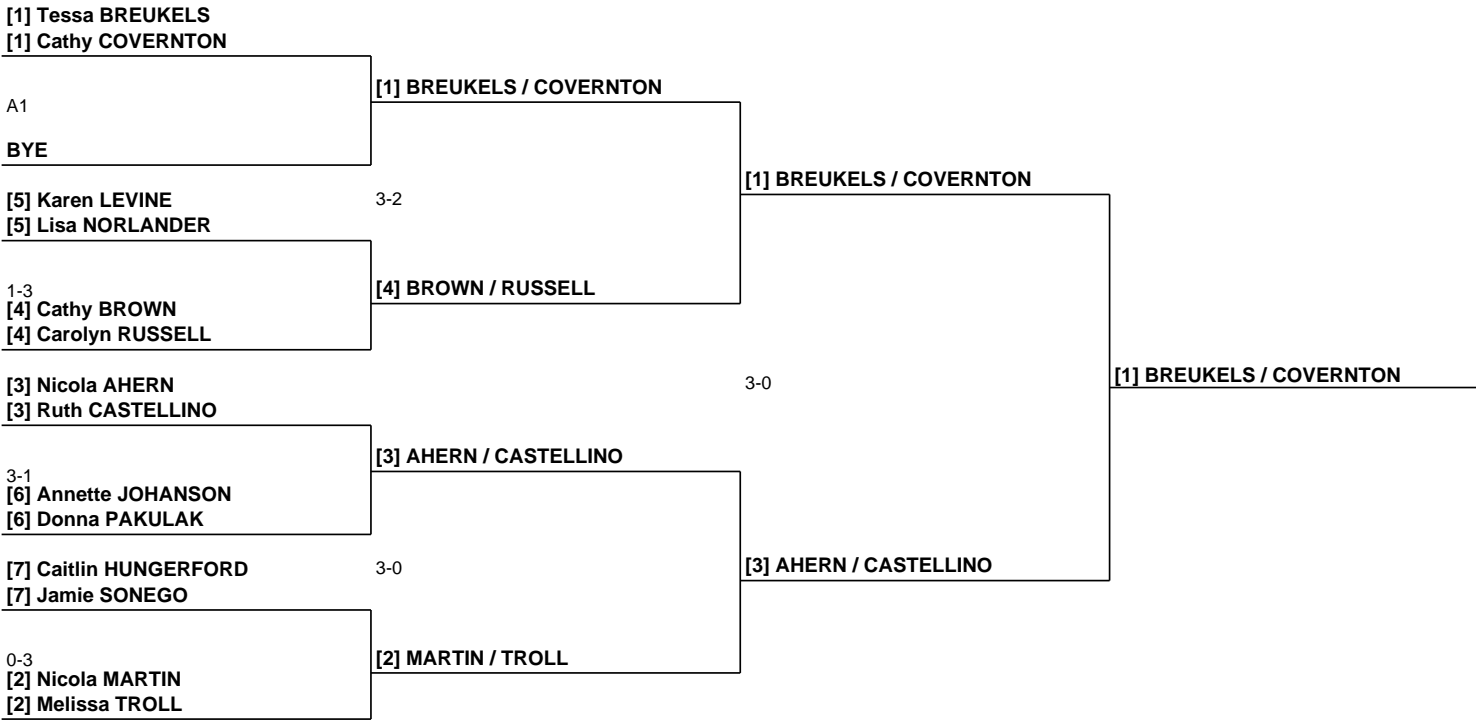 [1] Tessa BREUKELS
[1] Cathy COVERNTON
[1] BREUKELS / COVERNTON
A1
BYE
[1] BREUKELS / COVERNTON
[5] Karen LEVINE
3-2
[5] Lisa NORLANDER
1-3
[4] BROWN / RUSSELL
[4] Cathy BROWN
[4] Carolyn RUSSELL
[1] BREUKELS / COVERNTON
[3] Nicola AHERN
3-0
[3] Ruth CASTELLINO
[3] AHERN / CASTELLINO
3-1
[6] Annette JOHANSON
[6] Donna PAKULAK
[3] AHERN / CASTELLINO
[7] Caitlin HUNGERFORD
3-0
[7] Jamie SONEGO
0-3
[2] MARTIN / TROLL
[2] Nicola MARTIN
[2] Melissa TROLL